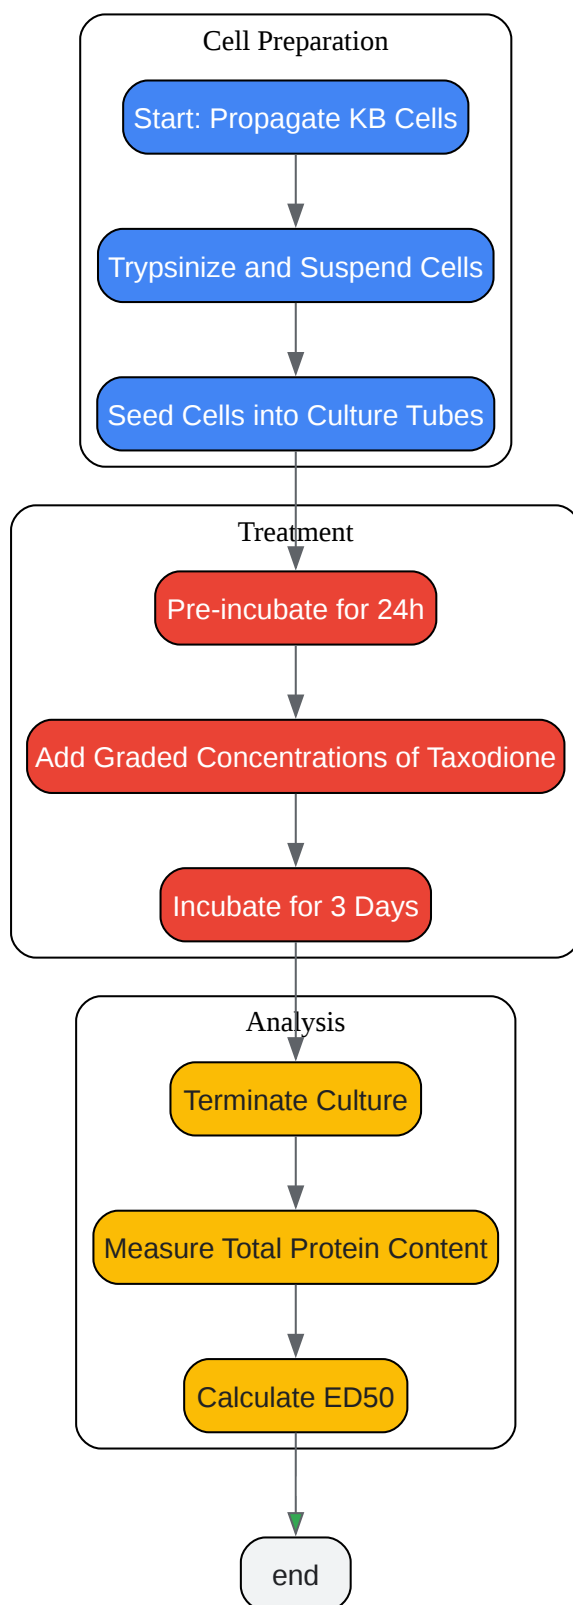 Cell Preparation
Start: Propagate KB Cells
Trypsinize and Suspend Cells
Seed Cells into Culture Tubes
Treatment
Pre-incubate for 24h
Add Graded Concentrations of Taxodione
Incubate for 3 Days
Analysis
Terminate Culture
Measure Total Protein Content
Calculate ED50
end